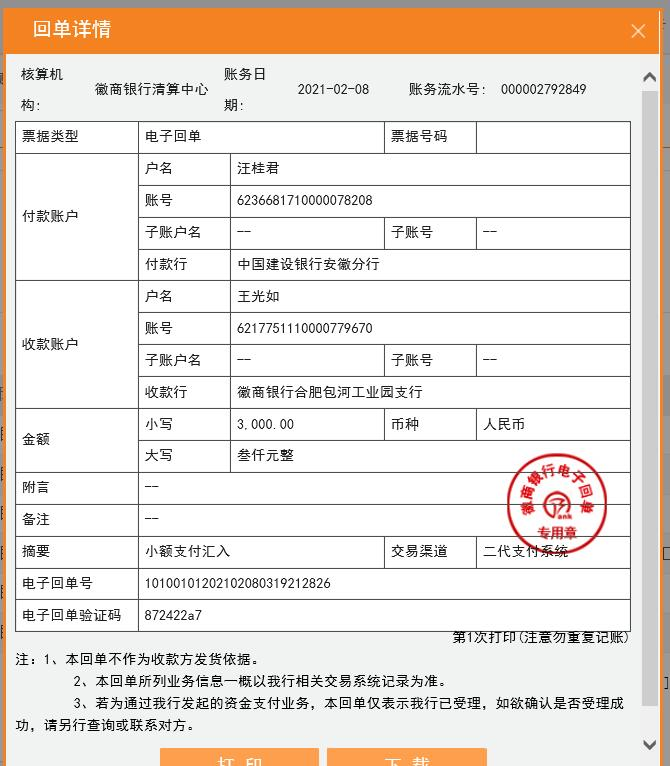 回单详情
核算机构： 徽商银行清算中心 账务日期： 2021-02-08 账务流水号： 000002792849
票据类型 电子回单 票据号码
付款账户
户名 汪桂君
账号 6236681710000078208
子账户名 -- 子账号 --
付款行 中国建设银行安徽分行
收款账户
户名 王光如
账号 6217751110000779670
子账户名 -- 子账号 --
收款行 徽商银行合肥包河工业园支行
金额
小写 3,000.00 币种 人民币
大写 叁仟元整
附言 --
备注 --
徽商银行电子回单
ank
专用章
摘要 小额支付汇入 交易渠道 二代支付系统
电子回单号 10100101202102080319212826
电子回单验证码 872422a7
第1次打印(注意勿重复记账)
注：1、本回单不作为收款方发货依据。
2、本回单所列业务信息一概以我行相关交易系统记录为准。
3、若为通过我行发起的资金支付业务，本回单仅表示我行已受理，如欲确认是否受理成
功，请另行查询或联系对方。
打 印 下 载